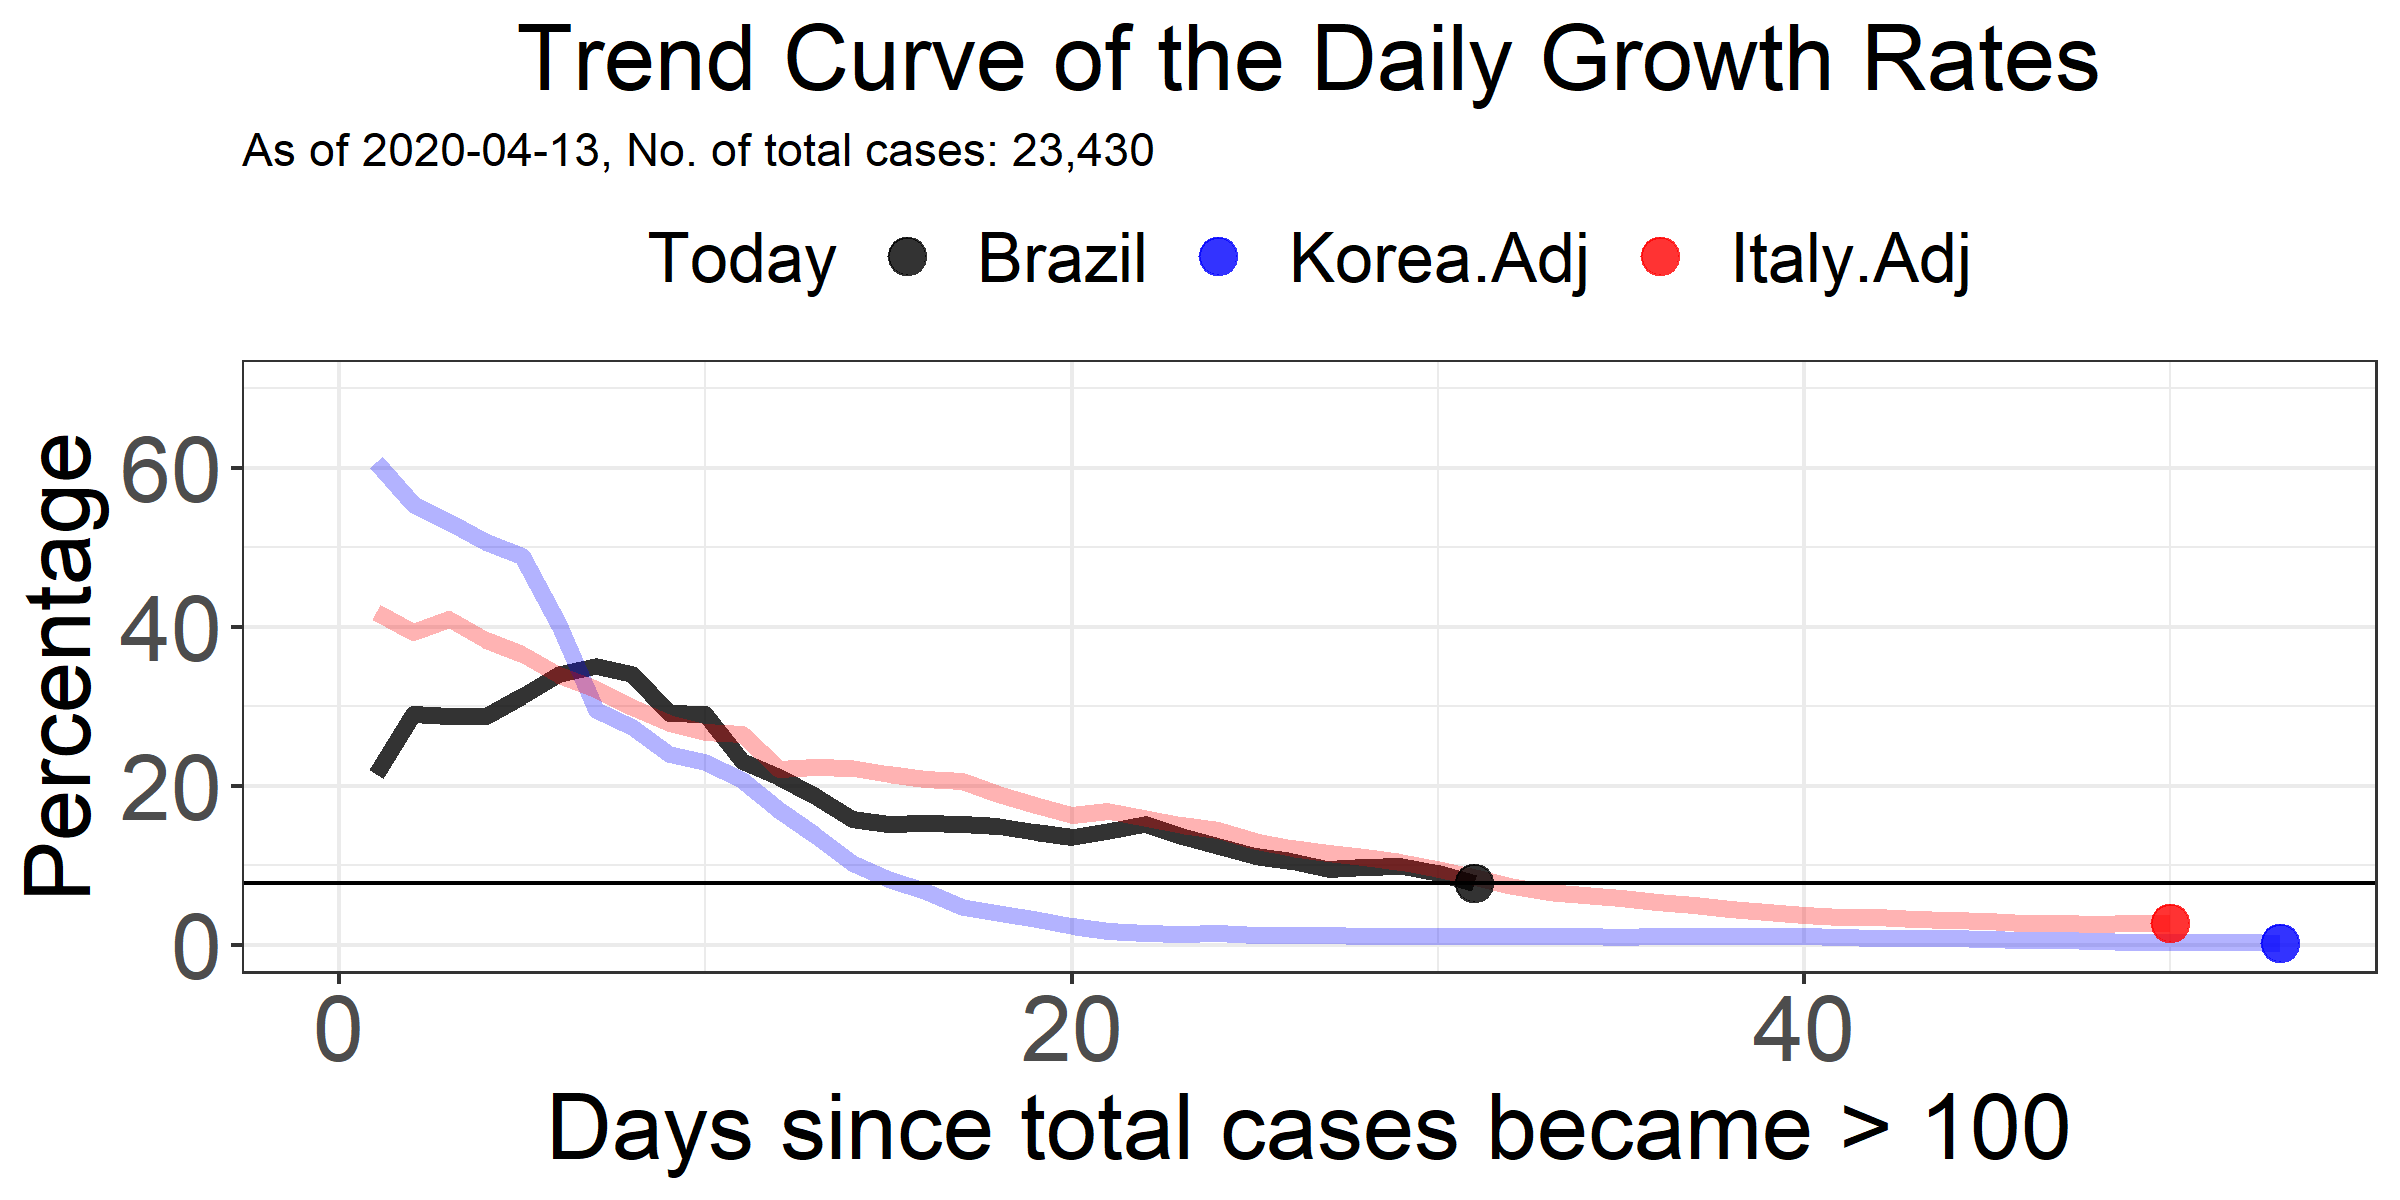 Trend Curve of the Daily Growth Rates
As of 2020-04-13, No. of total cases: 23,430
Today Brazil Korea.Adj Italy.Adj
Percentage
60
40
20
0
0 20 40
Days since total cases became > 100